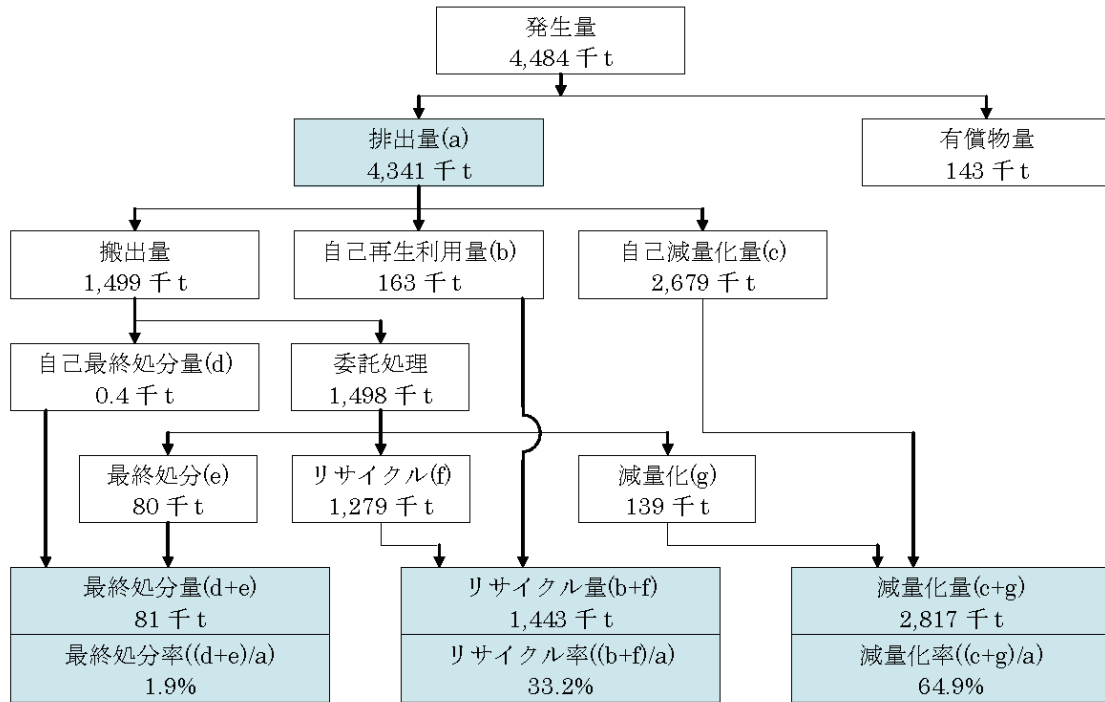 発生量
4,484 千 t
排出量(a)
4,341 千 t
有償物量
143 千 t
搬出量
1,499 千 t
自己再生利用量(b)
163 千 t
自己減量化量(c)
2,679 千 t
自己最終処分量(d)
0.4 千 t
委託処理
1,498 千 t
最終処分(e)
80 千 t
リサイクル(f)
1,279 千 t
減量化(g)
139 千 t
最終処分量(d+e)
81 千 t
最終処分率((d+e)/a)
1.9%
リサイクル量(b+f)
1,443 千 t
リサイクル率((b+f)/a)
33.2%
減量化量(c+g)
2,817 千 t
減量化率((c+g)/a)
64.9%